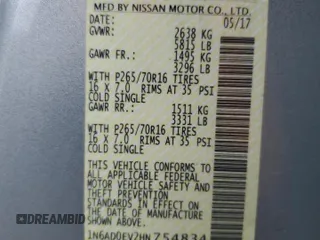 MFD BY NISSAN MOTOR CO., LTD.
DATE: 05/17
GVWR: 2638 KG
5815 LB
GAWR FR.: 1495 KG
3296 LB
WITH P265/70R16 TIRES
16 X 7.0 RIMS AT 35 PSI
COLD SINGLE
GAWR RR.: 1511 KG
3331 LB
WITH P265/70R16 TIRES
16 X 7.0 RIMS AT 35 PSI
COLD SINGLE
THIS VEHICLE CONFORMS TO
ALL APPLICABLE FEDERAL
MOTOR VEHICLE SAFETY AND
THEFT PREVENTION
STANDARDS IN EFFECT ON
THE DATE OF MANUFACTURE
SHOWN ABOVE.
1N6AD0EV2HN754834
DREAMBID